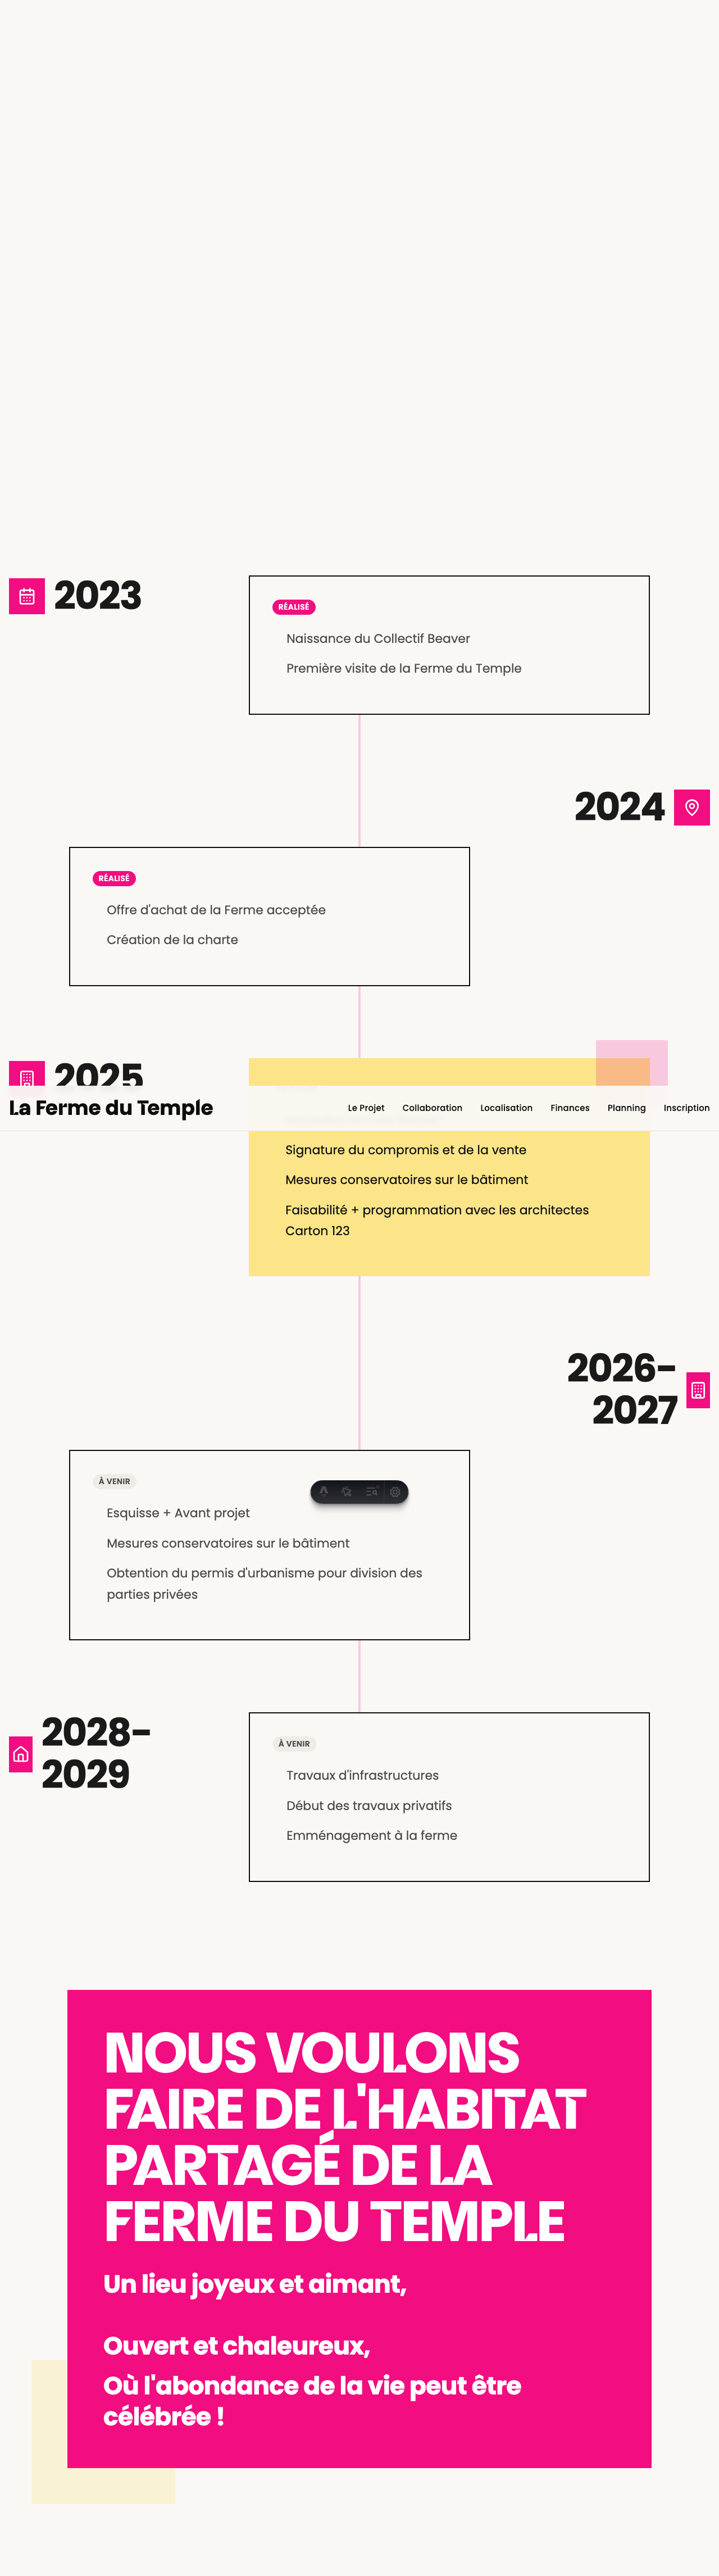 2023
RÉALISÉ
Naissance du Collectif Beaver
Première visite de la Ferme du Temple
2024
RÉALISÉ
Offre d'achat de la Ferme acceptée
Création de la charte
2025
La Ferme du Temple
Le Projet
Collaboration
Localisation
Finances
Planning
Inscription
Signature du compromis et de la vente
Mesures conservatoires sur le bâtiment
Faisabilité + programmation avec les architectes
Carton 123
2026-
2027
À VENIR
Esquisse + Avant projet
Mesures conservatoires sur le bâtiment
Obtention du permis d'urbanisme pour division des
parties privées
2028-
2029
À VENIR
Travaux d'infrastructures
Début des travaux privatifs
Emménagement à la ferme
NOUS VOULONS
FAIRE DE L'HABITAT
PARTAGÉ DE LA
FERME DU TEMPLE
Un lieu joyeux et aimant,
Ouvert et chaleureux,
Où l'abondance de la vie peut être
célébrée !